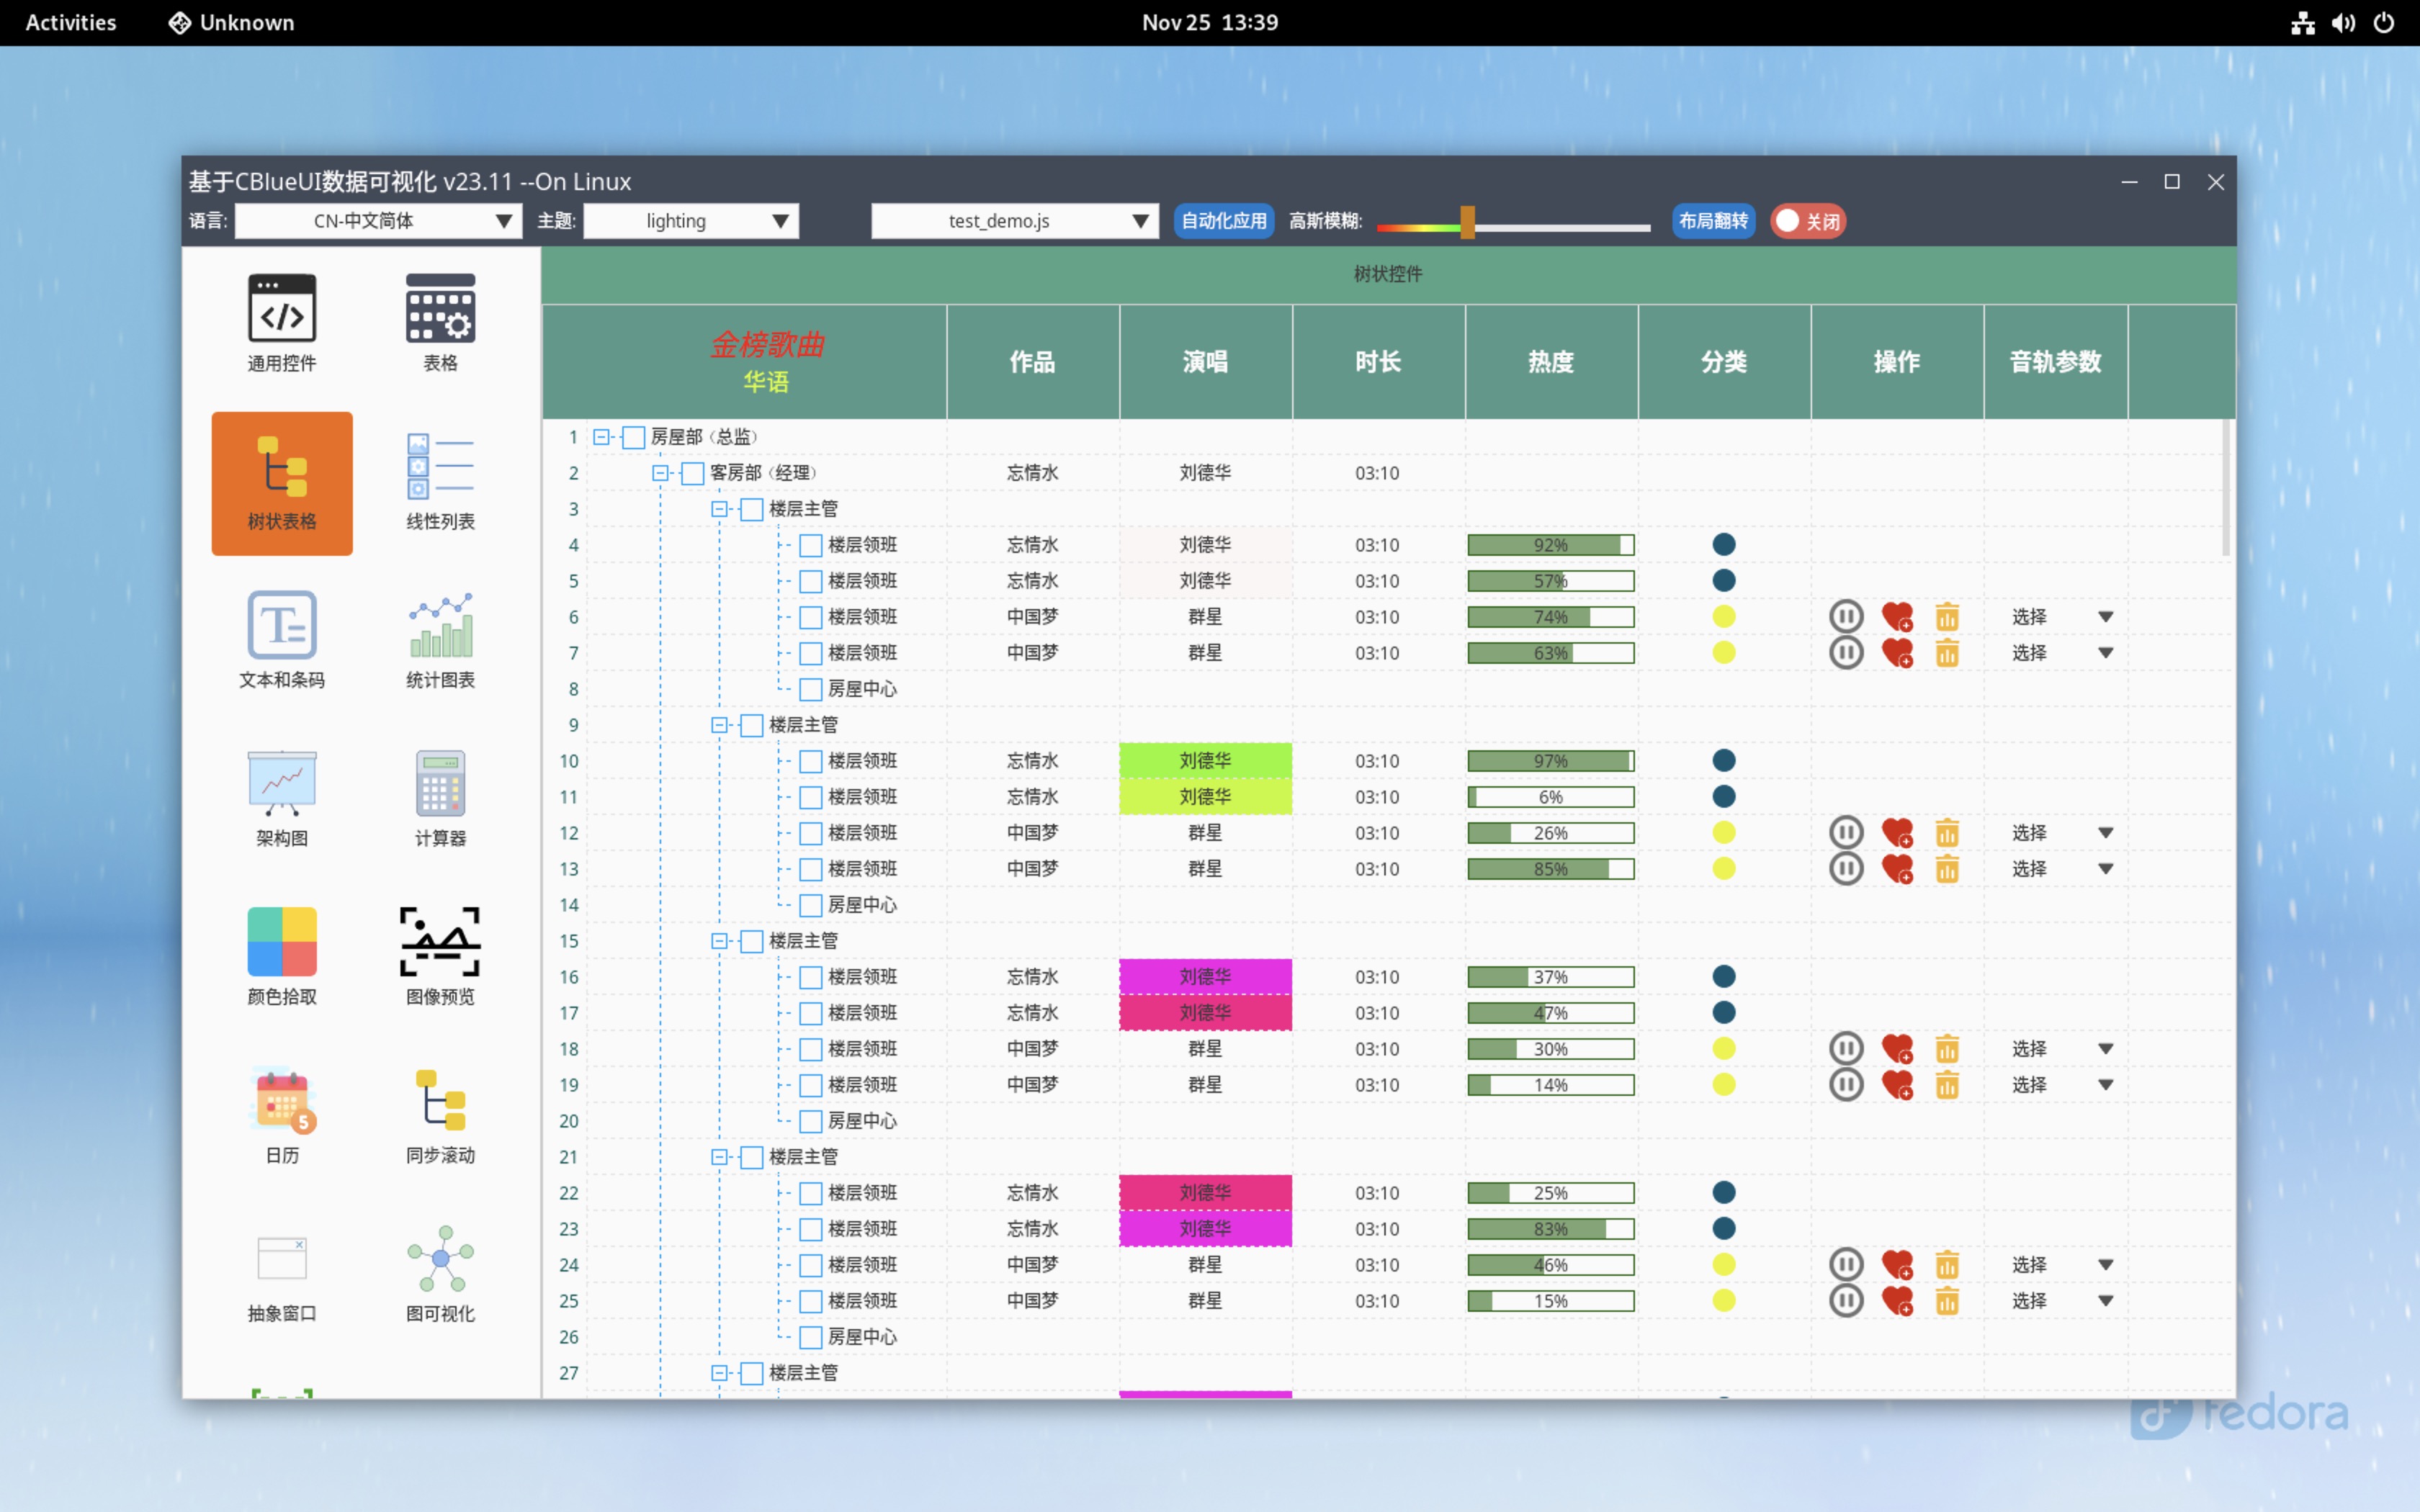 Activities Unknown Nov 25 13:39
基于CBlueUI数据可视化 v23.11 --On Linux
语言: CN-中文简体 主题: lighting test_demo.js 自动化应用 高斯模糊: 布局翻转 关闭
通用控件 表格
树状表格 线性列表
文本和条码 统计图表
架构图 计算器
颜色拾取 图像预览
5
日历 同步滚动
抽象窗口 图可视化
树状控件
金榜歌曲
华语
作品 演唱 时长 热度 分类 操作 音轨参数
1 房屋部（总监）
2 客房部（经理） 忘情水 刘德华 03:10
3 楼层主管
4 楼层领班 忘情水 刘德华 03:10 92%
5 楼层领班 忘情水 刘德华 03:10 57%
6 楼层领班 中国梦 群星 03:10 74% 选择
7 楼层领班 中国梦 群星 03:10 63% 选择
8 房屋中心
9 楼层主管
10 楼层领班 忘情水 刘德华 03:10 97%
11 楼层领班 忘情水 刘德华 03:10 6%
12 楼层领班 中国梦 群星 03:10 26% 选择
13 楼层领班 中国梦 群星 03:10 85% 选择
14 房屋中心
15 楼层主管
16 楼层领班 忘情水 刘德华 03:10 37%
17 楼层领班 忘情水 刘德华 03:10 47%
18 楼层领班 中国梦 群星 03:10 30% 选择
19 楼层领班 中国梦 群星 03:10 14% 选择
20 房屋中心
21 楼层主管
22 楼层领班 忘情水 刘德华 03:10 25%
23 楼层领班 忘情水 刘德华 03:10 83%
24 楼层领班 中国梦 群星 03:10 46% 选择
25 楼层领班 中国梦 群星 03:10 15% 选择
26 房屋中心
27 楼层主管
fedora